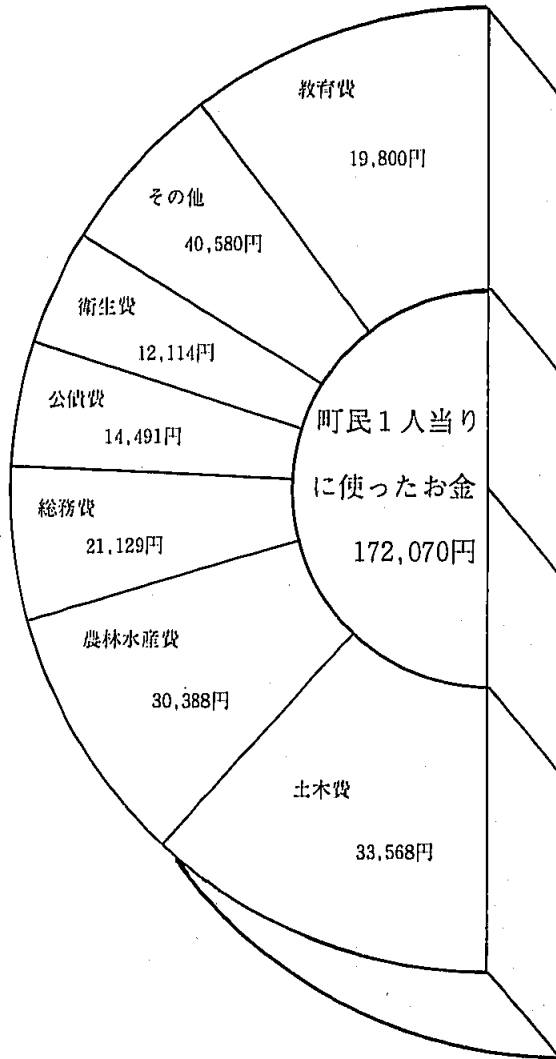 教育費
19,800円
その他
40,580円
衛生費
12,114円
公債費
14,491円
総務費
21,129円
農林水産費
30,388円
土木費
33,568円
町民1人当り
に使ったお金
172,070円